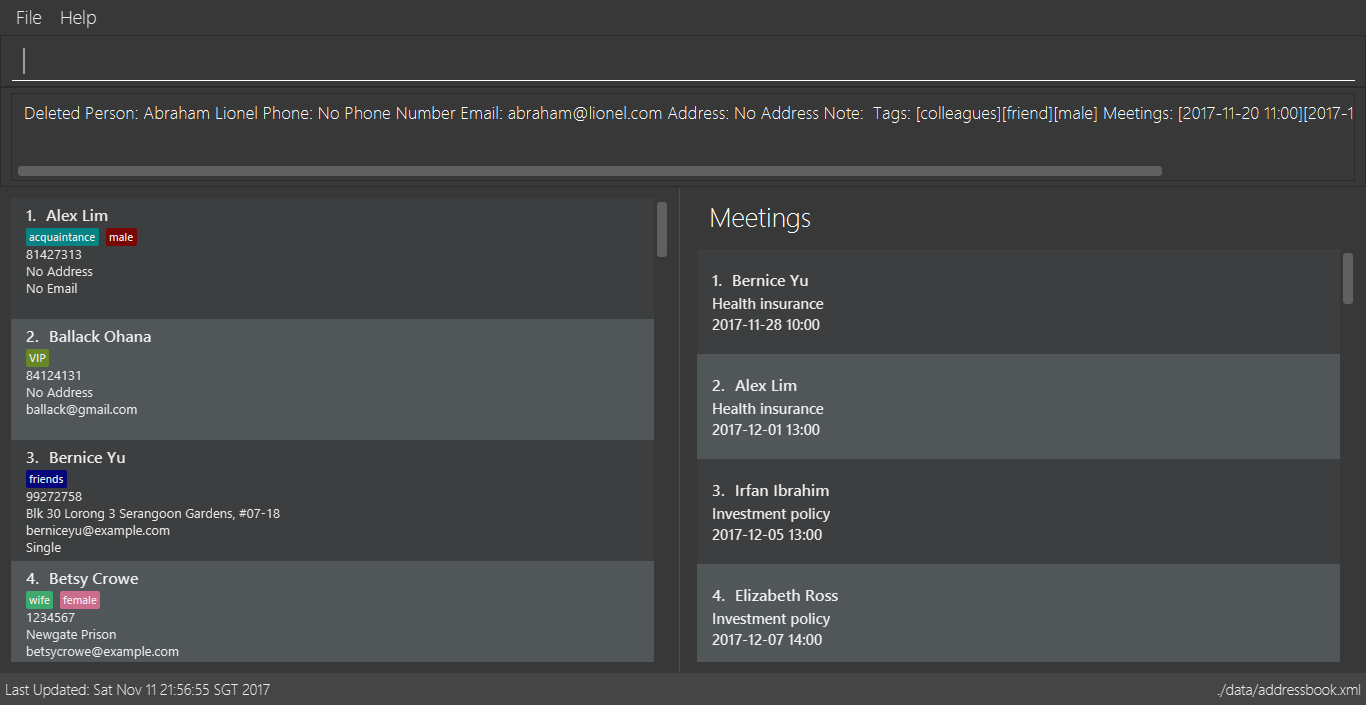 File Help
Deleted Person: Abraham Lionel Phone: No Phone Number Email: abraham@lionel.com Address: No Address Note:  Tags: [colleagues][friend][male] Meetings: [2017-11-20 11:00][2017-1
1. Alex Lim
acquaintance male
81427313
No Address
No Email
2. Ballack Ohana
VIP
84124131
No Address
ballack@gmail.com
3. Bernice Yu
friends
99272758
Blk 30 Lorong 3 Serangoon Gardens, #07-18
berniceyu@example.com
Single
4. Betsy Crowe
wife female
1234567
Newgate Prison
betsycrowe@example.com
Meetings
1. Bernice Yu
Health insurance
2017-11-28 10:00
2. Alex Lim
Health insurance
2017-12-01 13:00
3. Irfan Ibrahim
Investment policy
2017-12-05 13:00
4. Elizabeth Ross
Investment policy
2017-12-07 14:00
Last Updated: Sat Nov 11 21:56:55 SGT 2017
./data/addressbook.xml